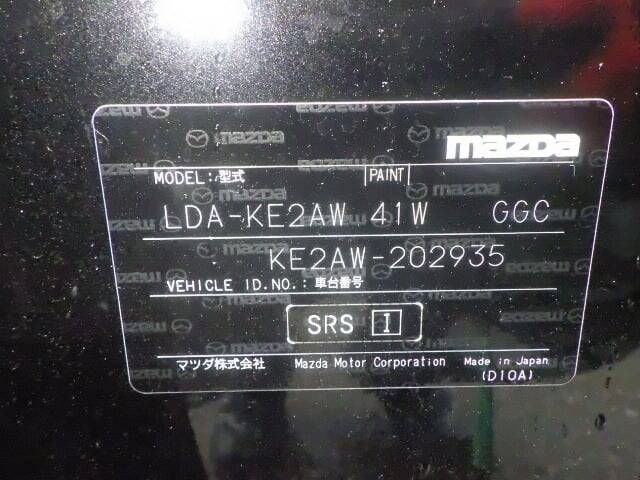 mazda
MODEL:型式 PAINT
LDA-KE2AW 41W GGC
KE2AW-202935
VEHICLE ID.NO.:車台番号
SRS I
マツダ株式会社 Mazda Motor Corporation Made in Japan
(D10A)